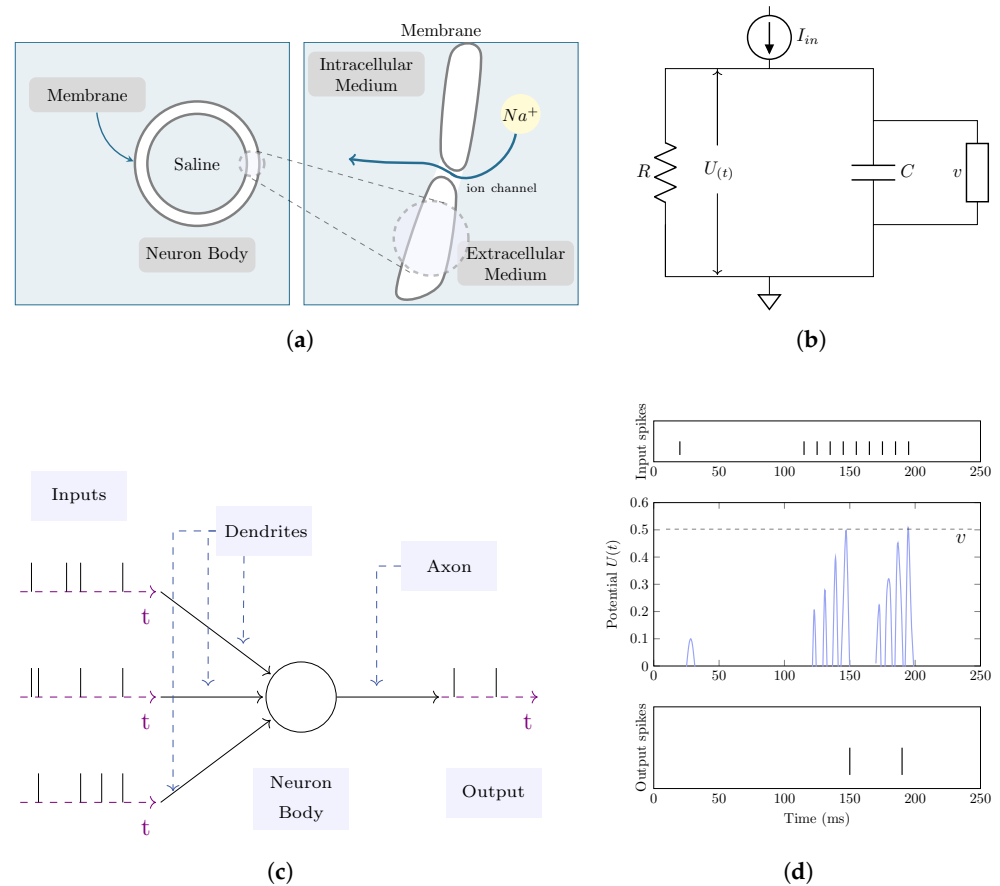 Membrane
Intracellular
Medium
Membrane
Na+
Saline
ion channel
Neuron Body
Extracellular
Medium
(a)
I_in
R
U_(t)
C
v
(b)
Inputs
Dendrites
Axon
t
t
t
t
Neuron
Body
Output
(c)
Input spikes
0 50 100 150 200 250
Potential U(t)
0.6
0.5
0.4
0.3
0.2
0.1
0
v
0 50 100 150 200 250
Output spikes
0 50 100 150 200 250
Time (ms)
(d)